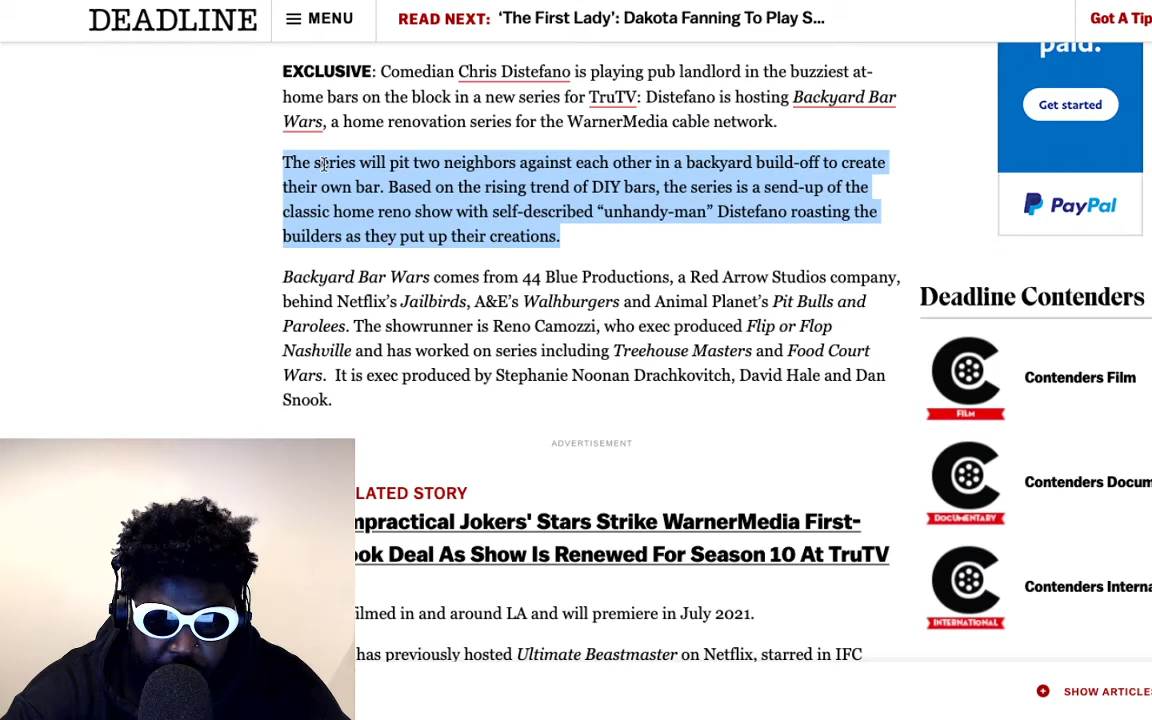 DEADLINE
MENU
READ NEXT: ‘The First Lady’: Dakota Fanning To Play S...
Got A Tip
EXCLUSIVE: Comedian Chris Distefano is playing pub landlord in the buzziest at-
home bars on the block in a new series for TruTV: Distefano is hosting Backyard Bar
Wars, a home renovation series for the WarnerMedia cable network.
The series will pit two neighbors against each other in a backyard build-off to create
their own bar. Based on the rising trend of DIY bars, the series is a send-up of the
classic home reno show with self-described “unhandy-man” Distefano roasting the
builders as they put up their creations.
Backyard Bar Wars comes from 44 Blue Productions, a Red Arrow Studios company,
behind Netflix’s Jailbirds, A&E’s Walhburgers and Animal Planet’s Pit Bulls and
Parolees. The showrunner is Reno Camozzi, who exec produced Flip or Flop
Nashville and has worked on series including Treehouse Masters and Food Court
Wars. It is exec produced by Stephanie Noonan Drachkovitch, David Hale and Dan
Snook.
ADVERTISEMENT
LATED STORY
mpractical Jokers' Stars Strike WarnerMedia First-
ook Deal As Show Is Renewed For Season 10 At TruTV
filmed in and around LA and will premiere in July 2021.
has previously hosted Ultimate Beastmaster on Netflix, starred in IFC
paid.
Get started
PayPal
Deadline Contenders
FILM
Contenders Film
DOCUMENTARY
Contenders Docum
INTERNATIONAL
Contenders Interna
SHOW ARTICLE